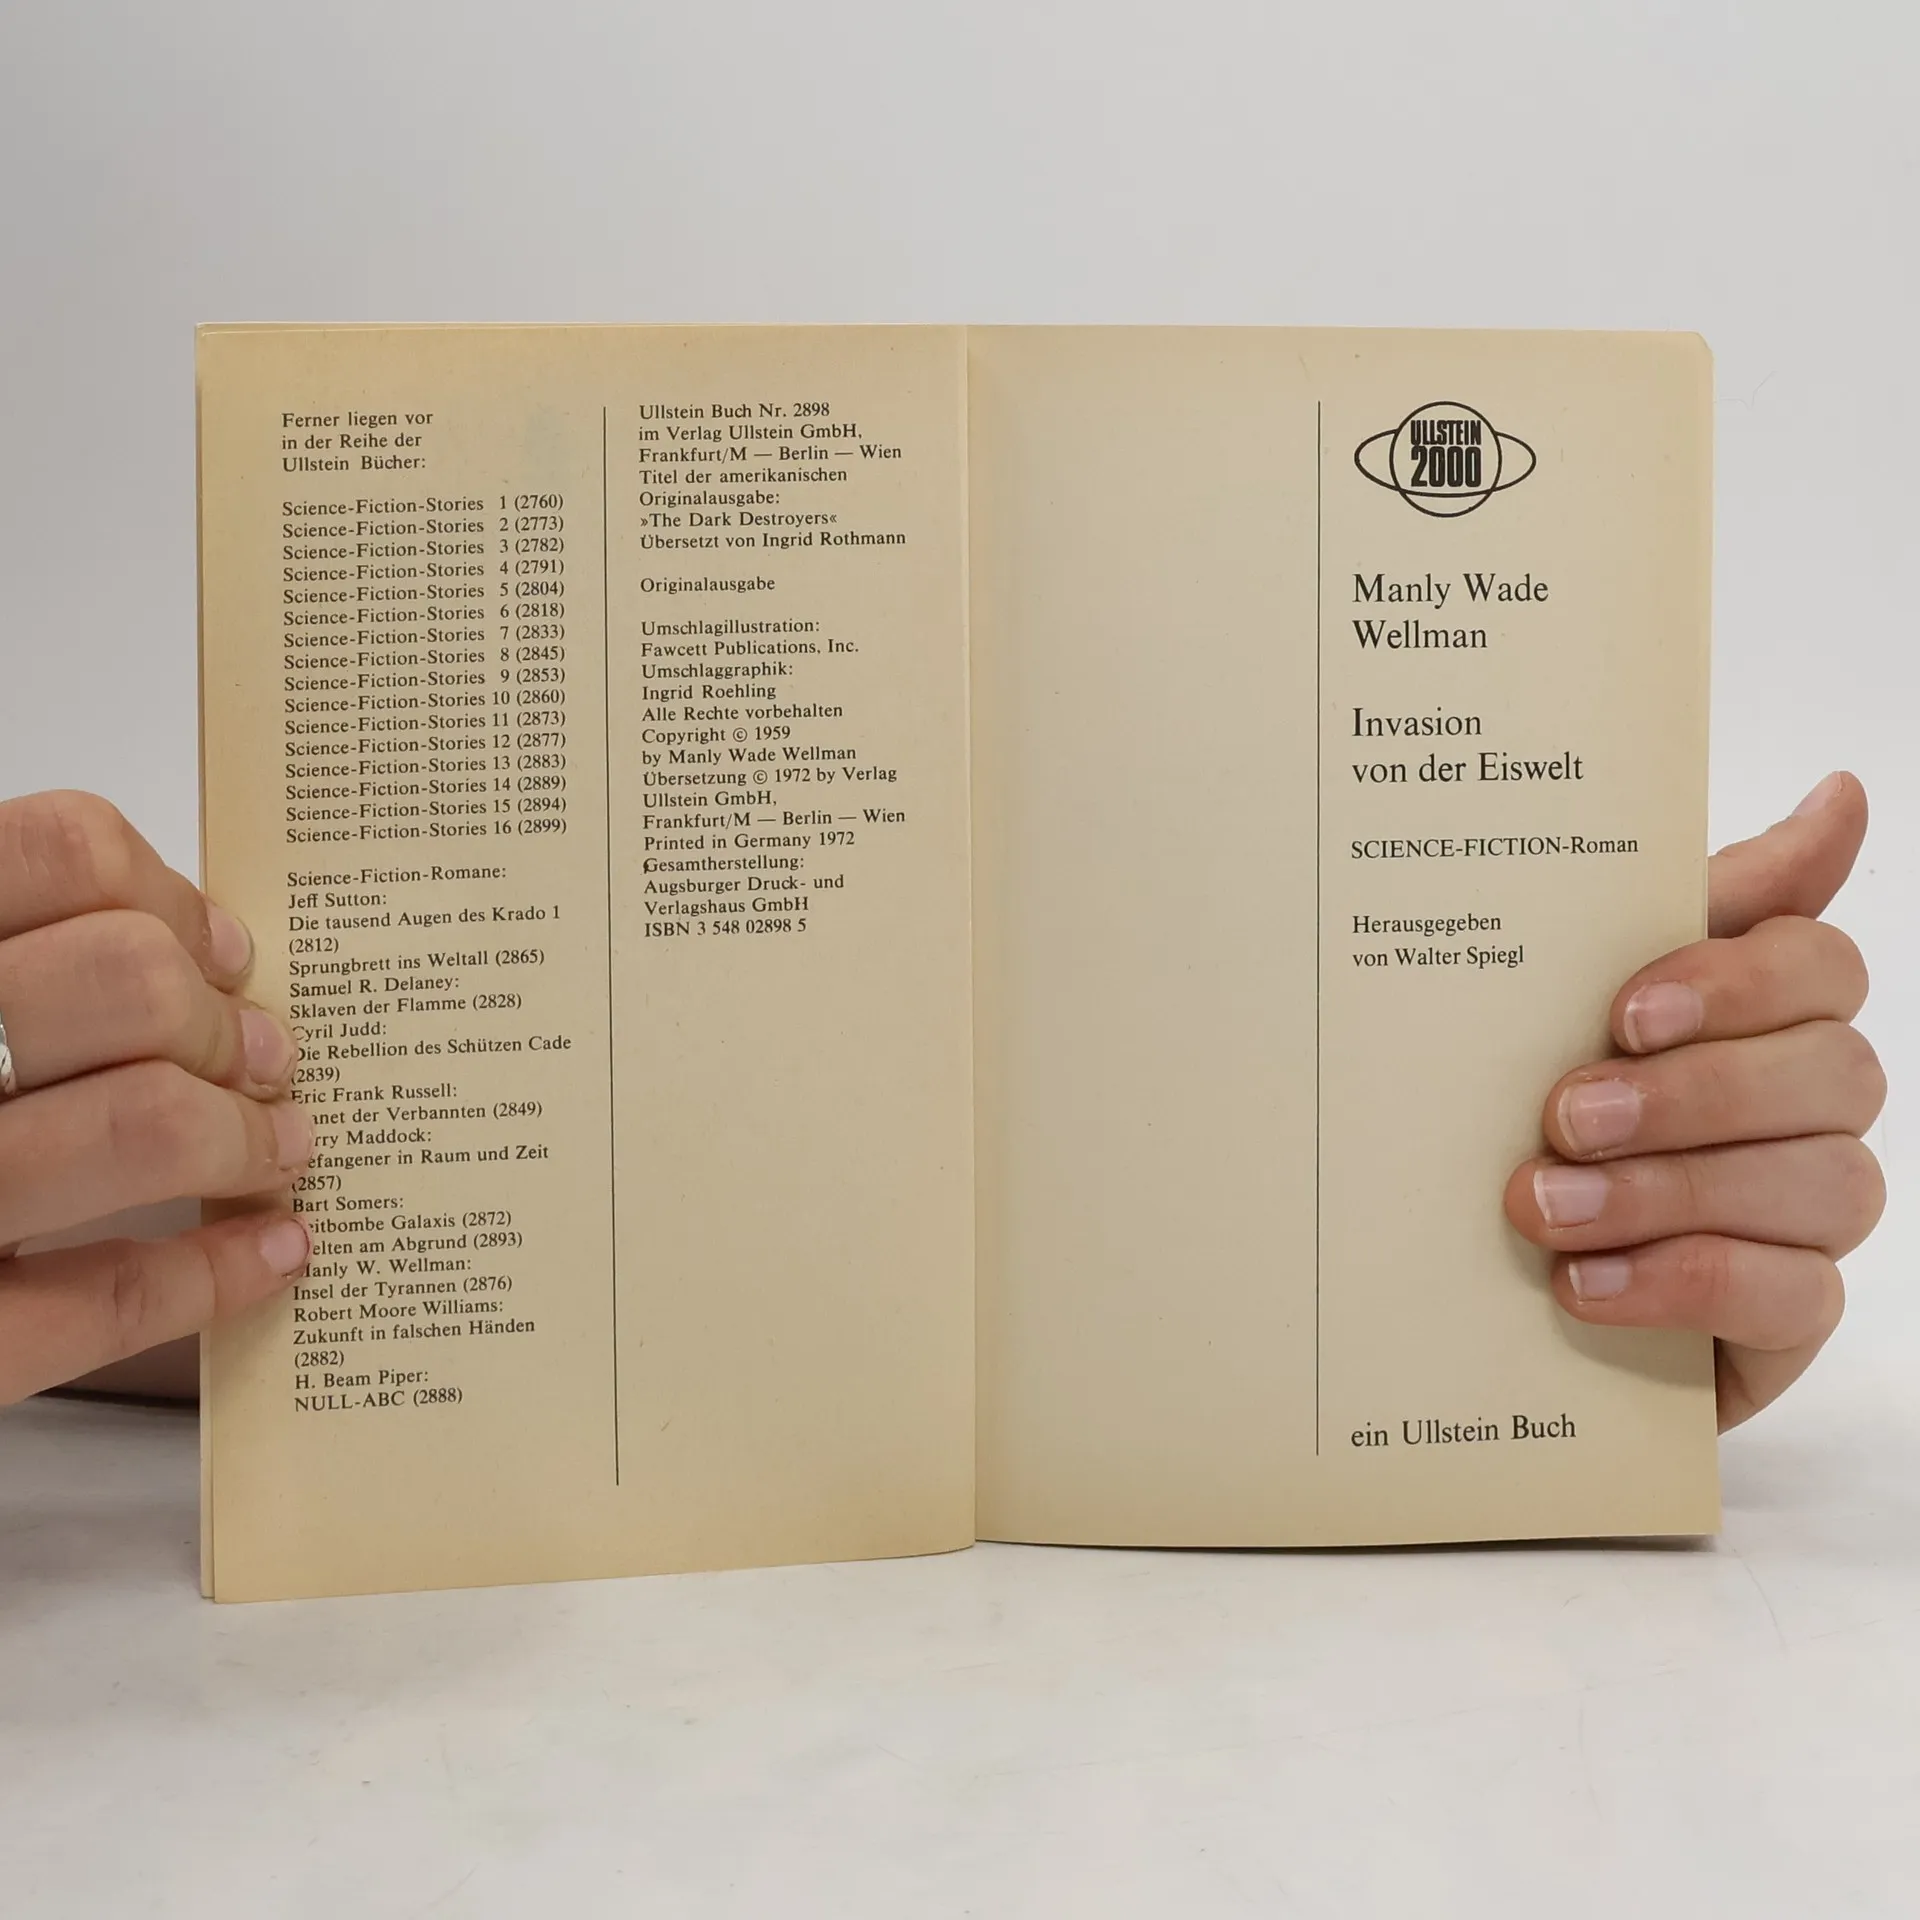 Ferner liegen vor
in der Reihe der
Ullstein Bücher:
Science-Fiction-Stories 1 (2760)
Science-Fiction-Stories 2 (2773)
Science-Fiction-Stories 3 (2782)
Science-Fiction-Stories 4 (2791)
Science-Fiction-Stories 5 (2804)
Science-Fiction-Stories 6 (2818)
Science-Fiction-Stories 7 (2833)
Science-Fiction-Stories 8 (2845)
Science-Fiction-Stories 9 (2853)
Science-Fiction-Stories 10 (2860)
Science-Fiction-Stories 11 (2873)
Science-Fiction-Stories 12 (2877)
Science-Fiction-Stories 13 (2883)
Science-Fiction-Stories 14 (2889)
Science-Fiction-Stories 15 (2894)
Science-Fiction-Stories 16 (2899)
Science-Fiction-Romane:
Jeff Sutton:
Die tausend Augen des Krado 1
(2812)
Sprungbrett ins Weltall (2865)
Samuel R. Delaney:
Sklaven der Flamme (2828)
Cyril Judd:
Die Rebellion des Schützen Cade
(2839)
Eric Frank Russell:
der Verbannten (2849)
Maddock:
in Raum und Zeit
(2857)
Bart Somers:
Galaxis (2872)
am Abgrund (2893)
Manly W. Wellman:
Insel der Tyrannen (2876)
Robert Moore Williams:
Zukunft in falschen Händen
(2882)
H. Beam Piper:
NULL-ABC (2888)
Ullstein Buch Nr. 2898
im Verlag Ullstein GmbH,
Frankfurt/M — Berlin — Wien
Titel der amerikanischen
Originalausgabe:
»The Dark Destroyers«
Übersetzt von Ingrid Rothmann
Originalausgabe
Umschlagillustration:
Fawcett Publications, Inc.
Umschlaggraphik:
Ingrid Roehling
Alle Rechte vorbehalten
Copyright © 1959
by Manly Wade Wellman
Übersetzung © 1972 by Verlag
Ullstein GmbH,
Frankfurt/M — Berlin — Wien
Printed in Germany 1972
Gesamtherstellung:
Augsburger Druck- und
Verlagshaus GmbH
ISBN 3 548 02898 5
ULLSTEIN
2000
Manly Wade
Wellman
Invasion
von der Eiswelt
SCIENCE-FICTION-Roman
Herausgegeben
von Walter Spiegl
ein Ullstein Buch